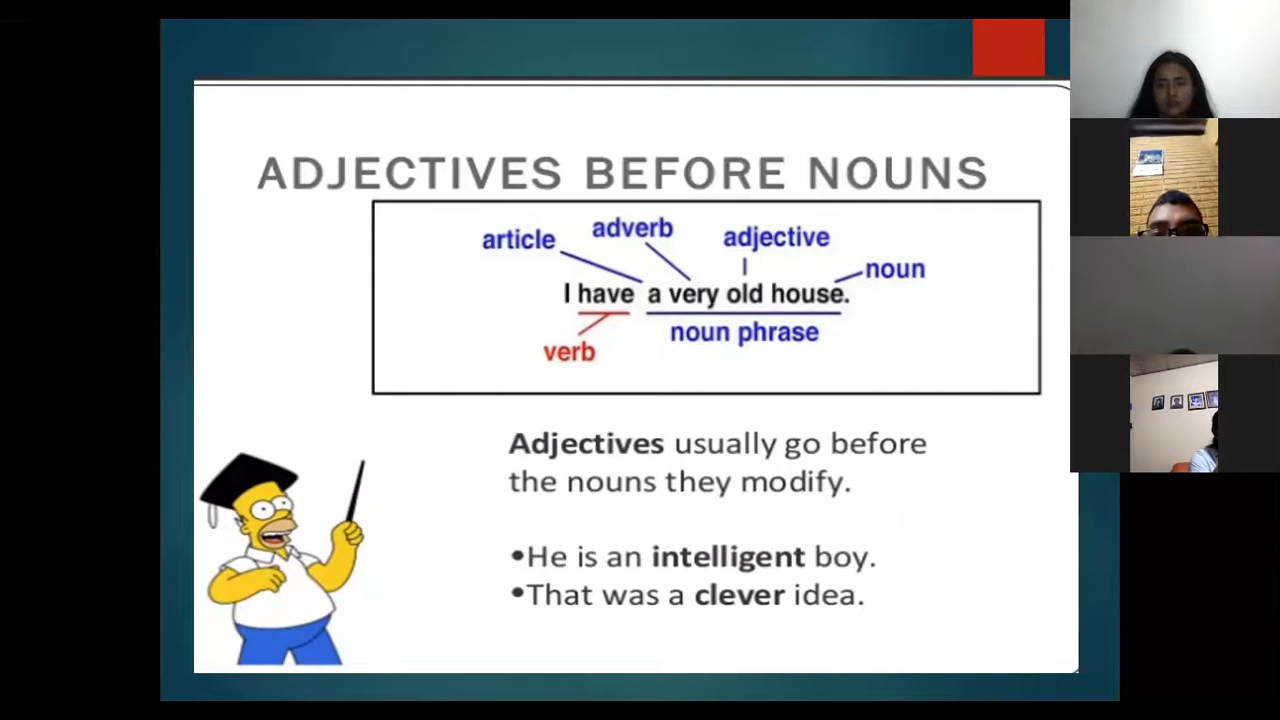 ADJECTIVES BEFORE NOUNS
article adverb adjective noun
I have a very old house.
verb noun phrase
Adjectives usually go before
the nouns they modify.
•He is an intelligent boy.
•That was a clever idea.